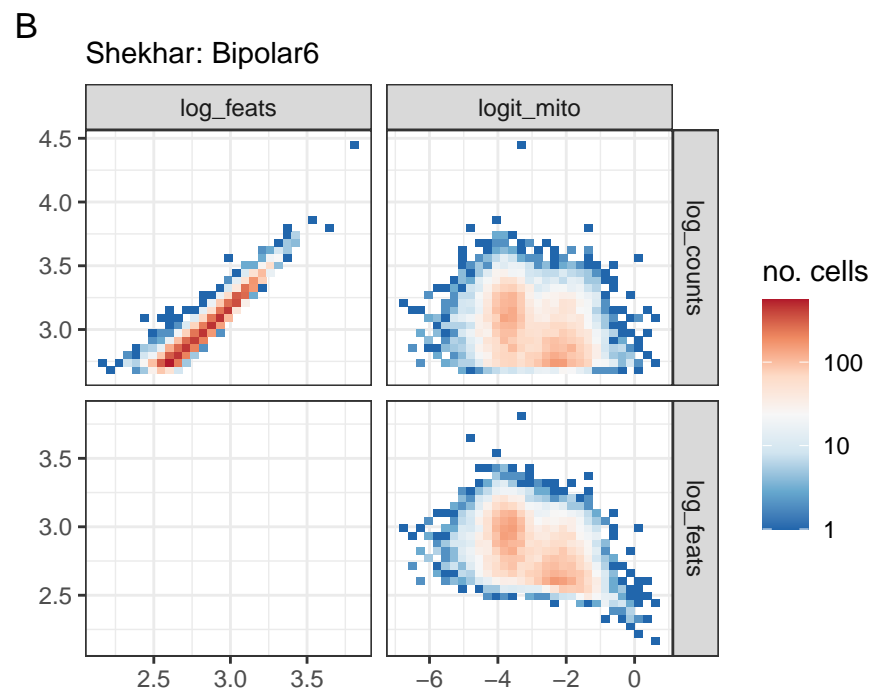 B
Shekhar: Bipolar6
log_feats logit_mito
4.5
4.0
3.5
3.0
log_counts
3.5
3.0
2.5
log_feats
2.5 3.0 3.5 −6 −4 −2 0
no. cells
100
10
1